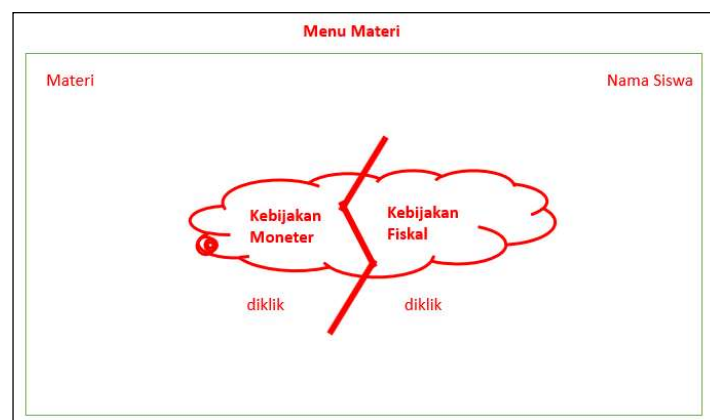 Menu Materi
Materi
Nama Siswa
Kebijakan
Moneter
Kebijakan
Fiskal
diklik
diklik